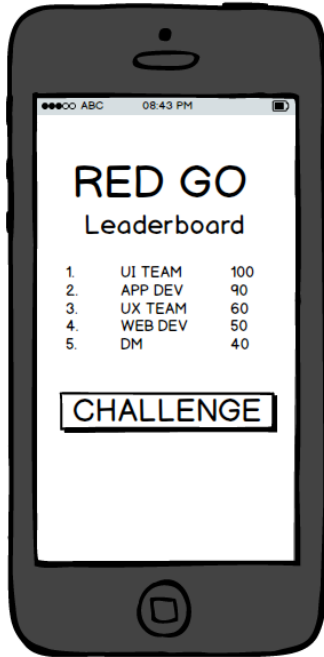 ABC 08:43 PM
RED GO
Leaderboard
1. UI TEAM 100
2. APP DEV 90
3. UX TEAM 60
4. WEB DEV 50
5. DM 40
CHALLENGE